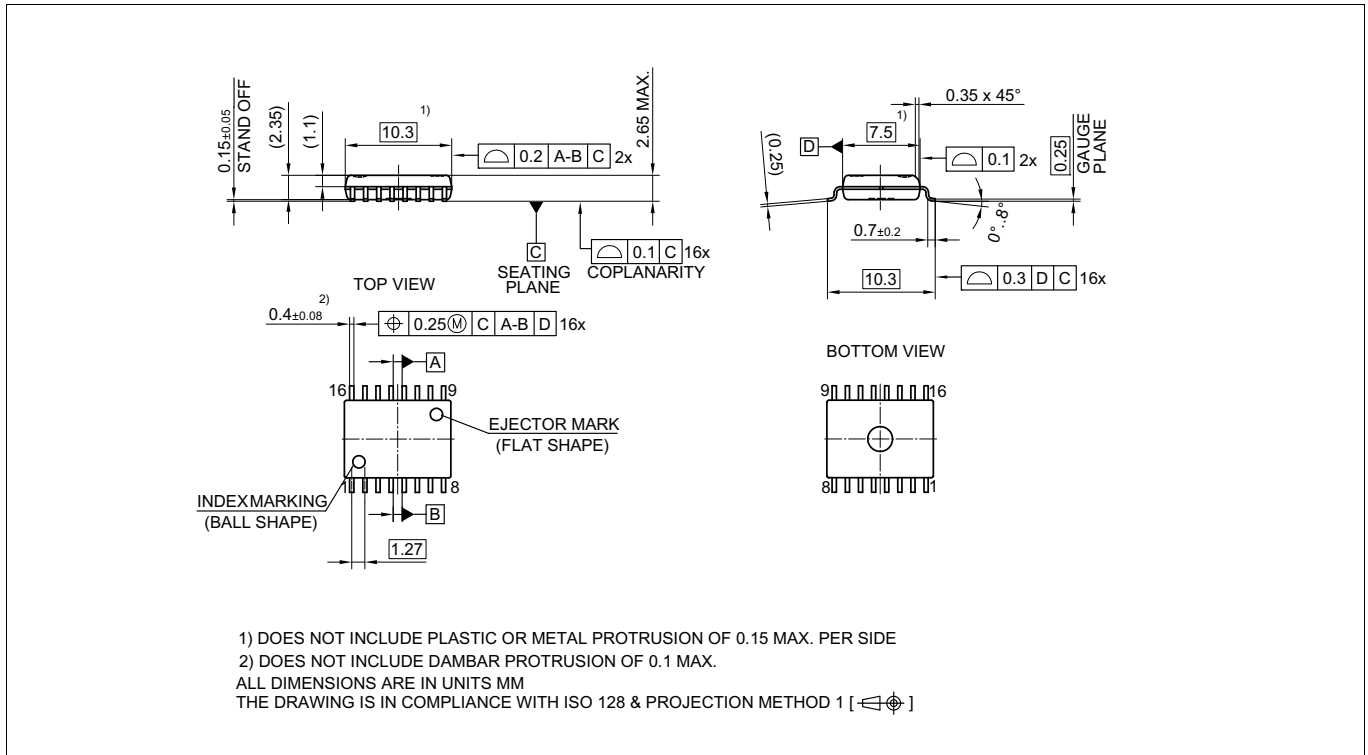 0.15±0.05
STAND OFF
(2.35)
(1.1)
10.3
1)
0.2 A-B C 2x
2.65 MAX.
C
SEATING
PLANE
0.1 C 16x
COPLANARITY
D
7.5
1)
0.35 x 45°
0.1 2x
0.25
GAUGE
PLANE
(0.25)
0°..8°
0.7±0.2
10.3
0.3 D C 16x
TOP VIEW
2)
0.4±0.08
⌖ 0.25Ⓜ C A-B D 16x
A
16
9
EJECTOR MARK
(FLAT SHAPE)
INDEX MARKING
(BALL SHAPE)
1
8
B
1.27
BOTTOM VIEW
9
16
8
1
1) DOES NOT INCLUDE PLASTIC OR METAL PROTRUSION OF 0.15 MAX. PER SIDE
2) DOES NOT INCLUDE DAMBAR PROTRUSION OF 0.1 MAX.
ALL DIMENSIONS ARE IN UNITS MM
THE DRAWING IS IN COMPLIANCE WITH ISO 128 & PROJECTION METHOD 1 [ ]